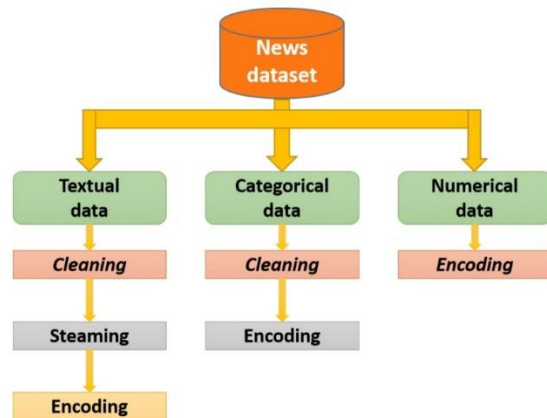 News
dataset
Textual
data
Categorical
data
Numerical
data
Cleaning
Cleaning
Encoding
Steaming
Encoding
Encoding